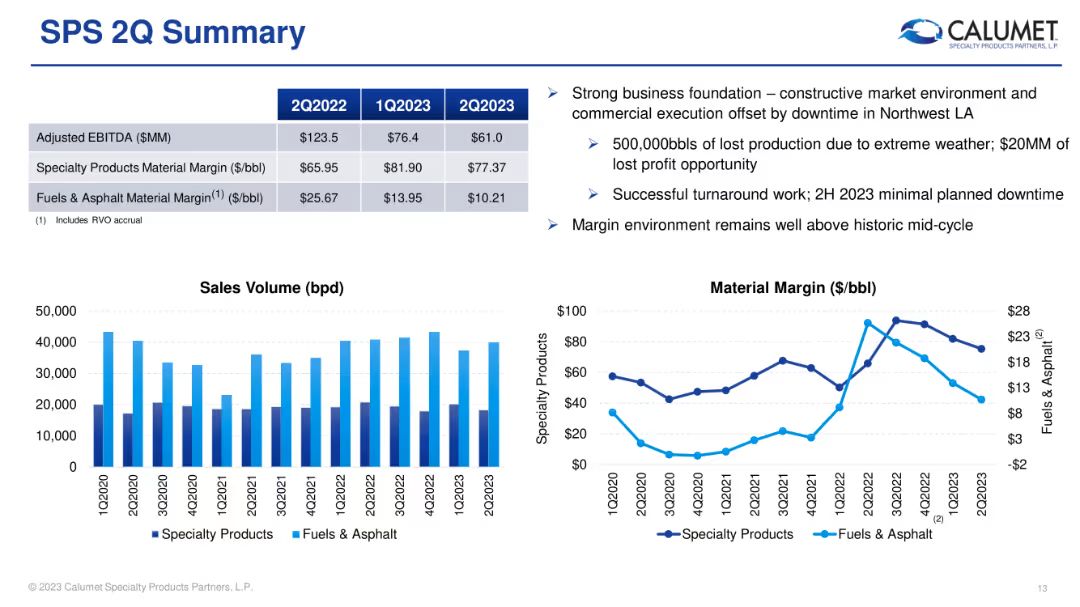 SPS 2Q Summary
CALUMET
SPECIALTY PRODUCTS PARTNERS, L.P.
2Q2022 1Q2023 2Q2023
Adjusted EBITDA ($MM) $123.5 $76.4 $61.0
Specialty Products Material Margin ($/bbl) $65.95 $81.90 $77.37
Fuels & Asphalt Material Margin(1) ($/bbl) $25.67 $13.95 $10.21
(1) Includes RVO accrual
➢ Strong business foundation – constructive market environment and
commercial execution offset by downtime in Northwest LA
➢ 500,000bbls of lost production due to extreme weather; $20MM of
lost profit opportunity
➢ Successful turnaround work; 2H 2023 minimal planned downtime
➢ Margin environment remains well above historic mid-cycle
Sales Volume (bpd)
50,000
40,000
30,000
20,000
10,000
0
1Q2020 2Q2020 3Q2020 4Q2020 1Q2021 2Q2021 3Q2021 4Q2021 1Q2022 2Q2022 3Q2022 4Q2022 1Q2023 2Q2023
Specialty Products Fuels & Asphalt
Material Margin ($/bbl)
Specialty Products
$100
$80
$60
$40
$20
$0
$28
$23
$18
$13
$8
$3
-$2
Fuels & Asphalt (2)
1Q2020 2Q2020 3Q2020 4Q2020 1Q2021 2Q2021 3Q2021 4Q2021 1Q2022 2Q2022 3Q2022 4Q2022 (2) 1Q2023 2Q2023
Specialty Products Fuels & Asphalt
© 2023 Calumet Specialty Products Partners, L.P.
13